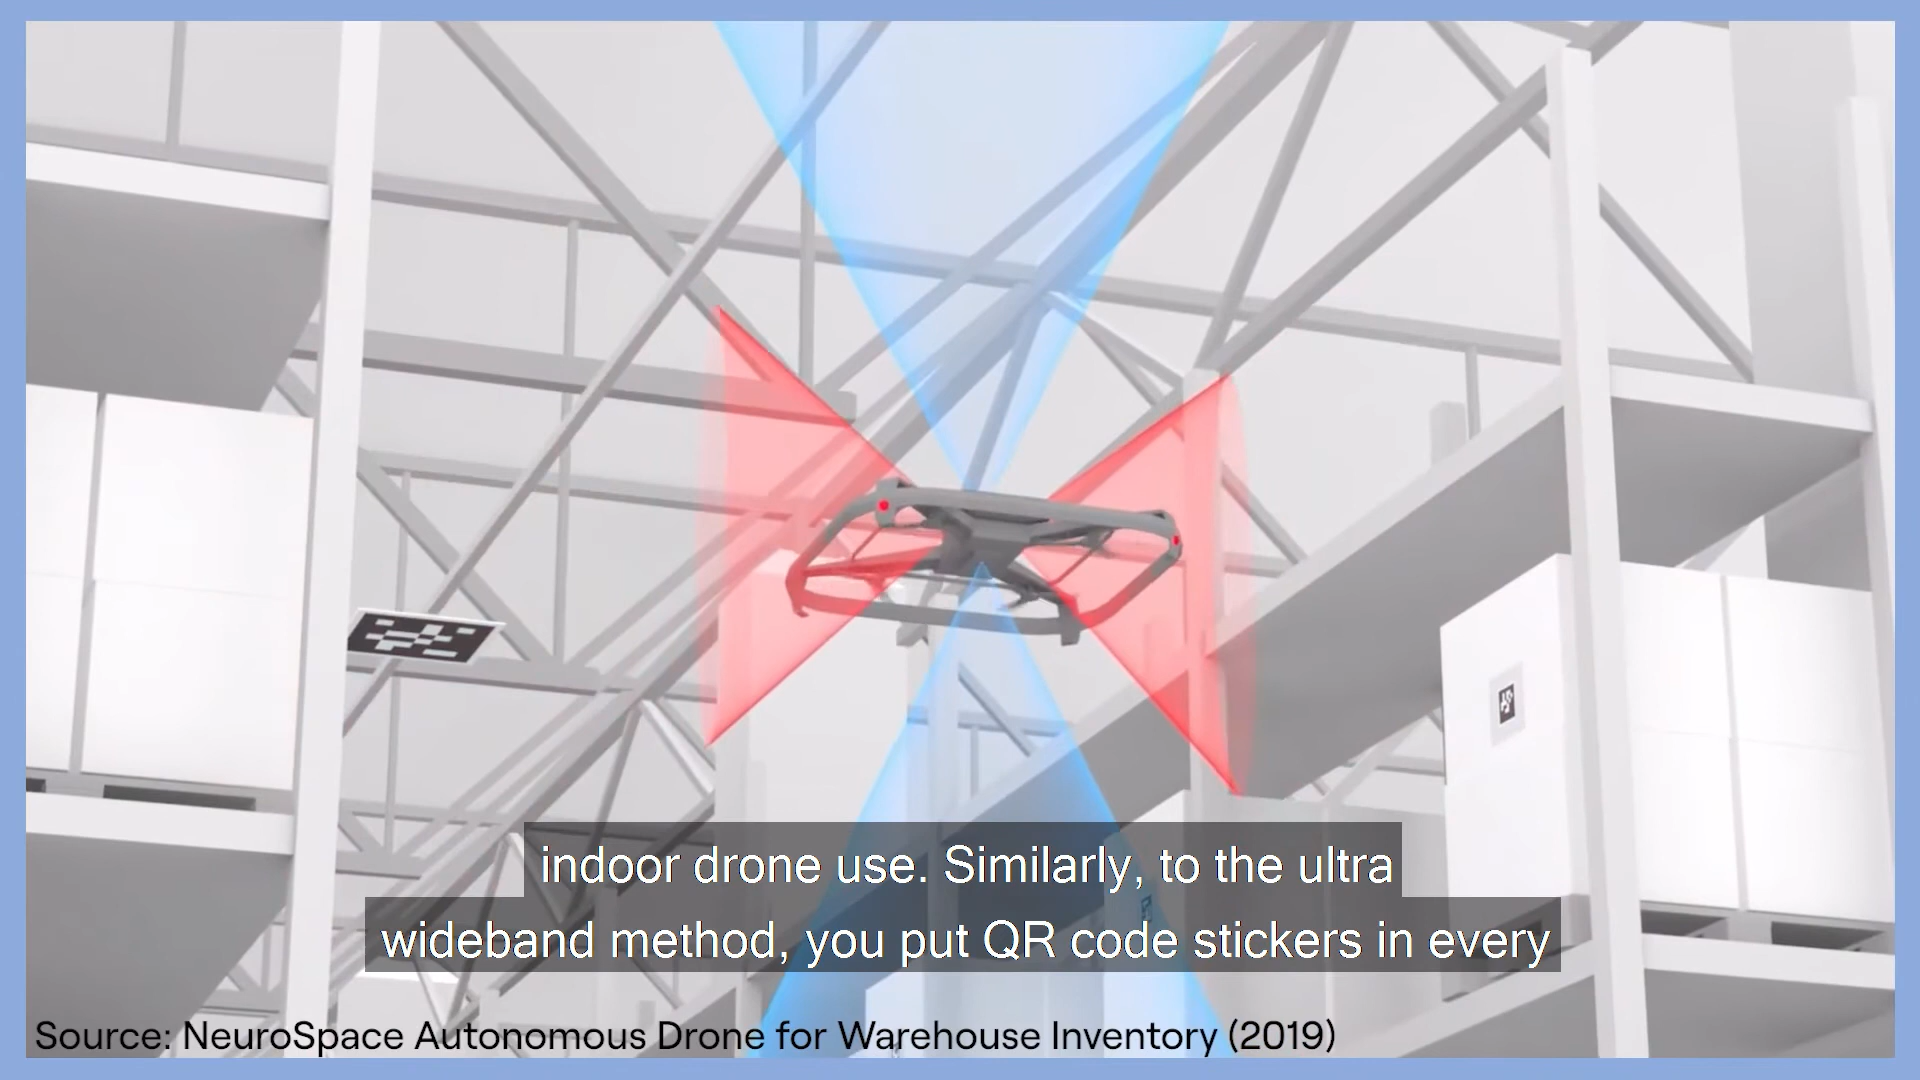 indoor drone use. Similarly, to the ultra
wideband method, you put QR code stickers in every
Source: NeuroSpace Autonomous Drone for Warehouse Inventory (2019)